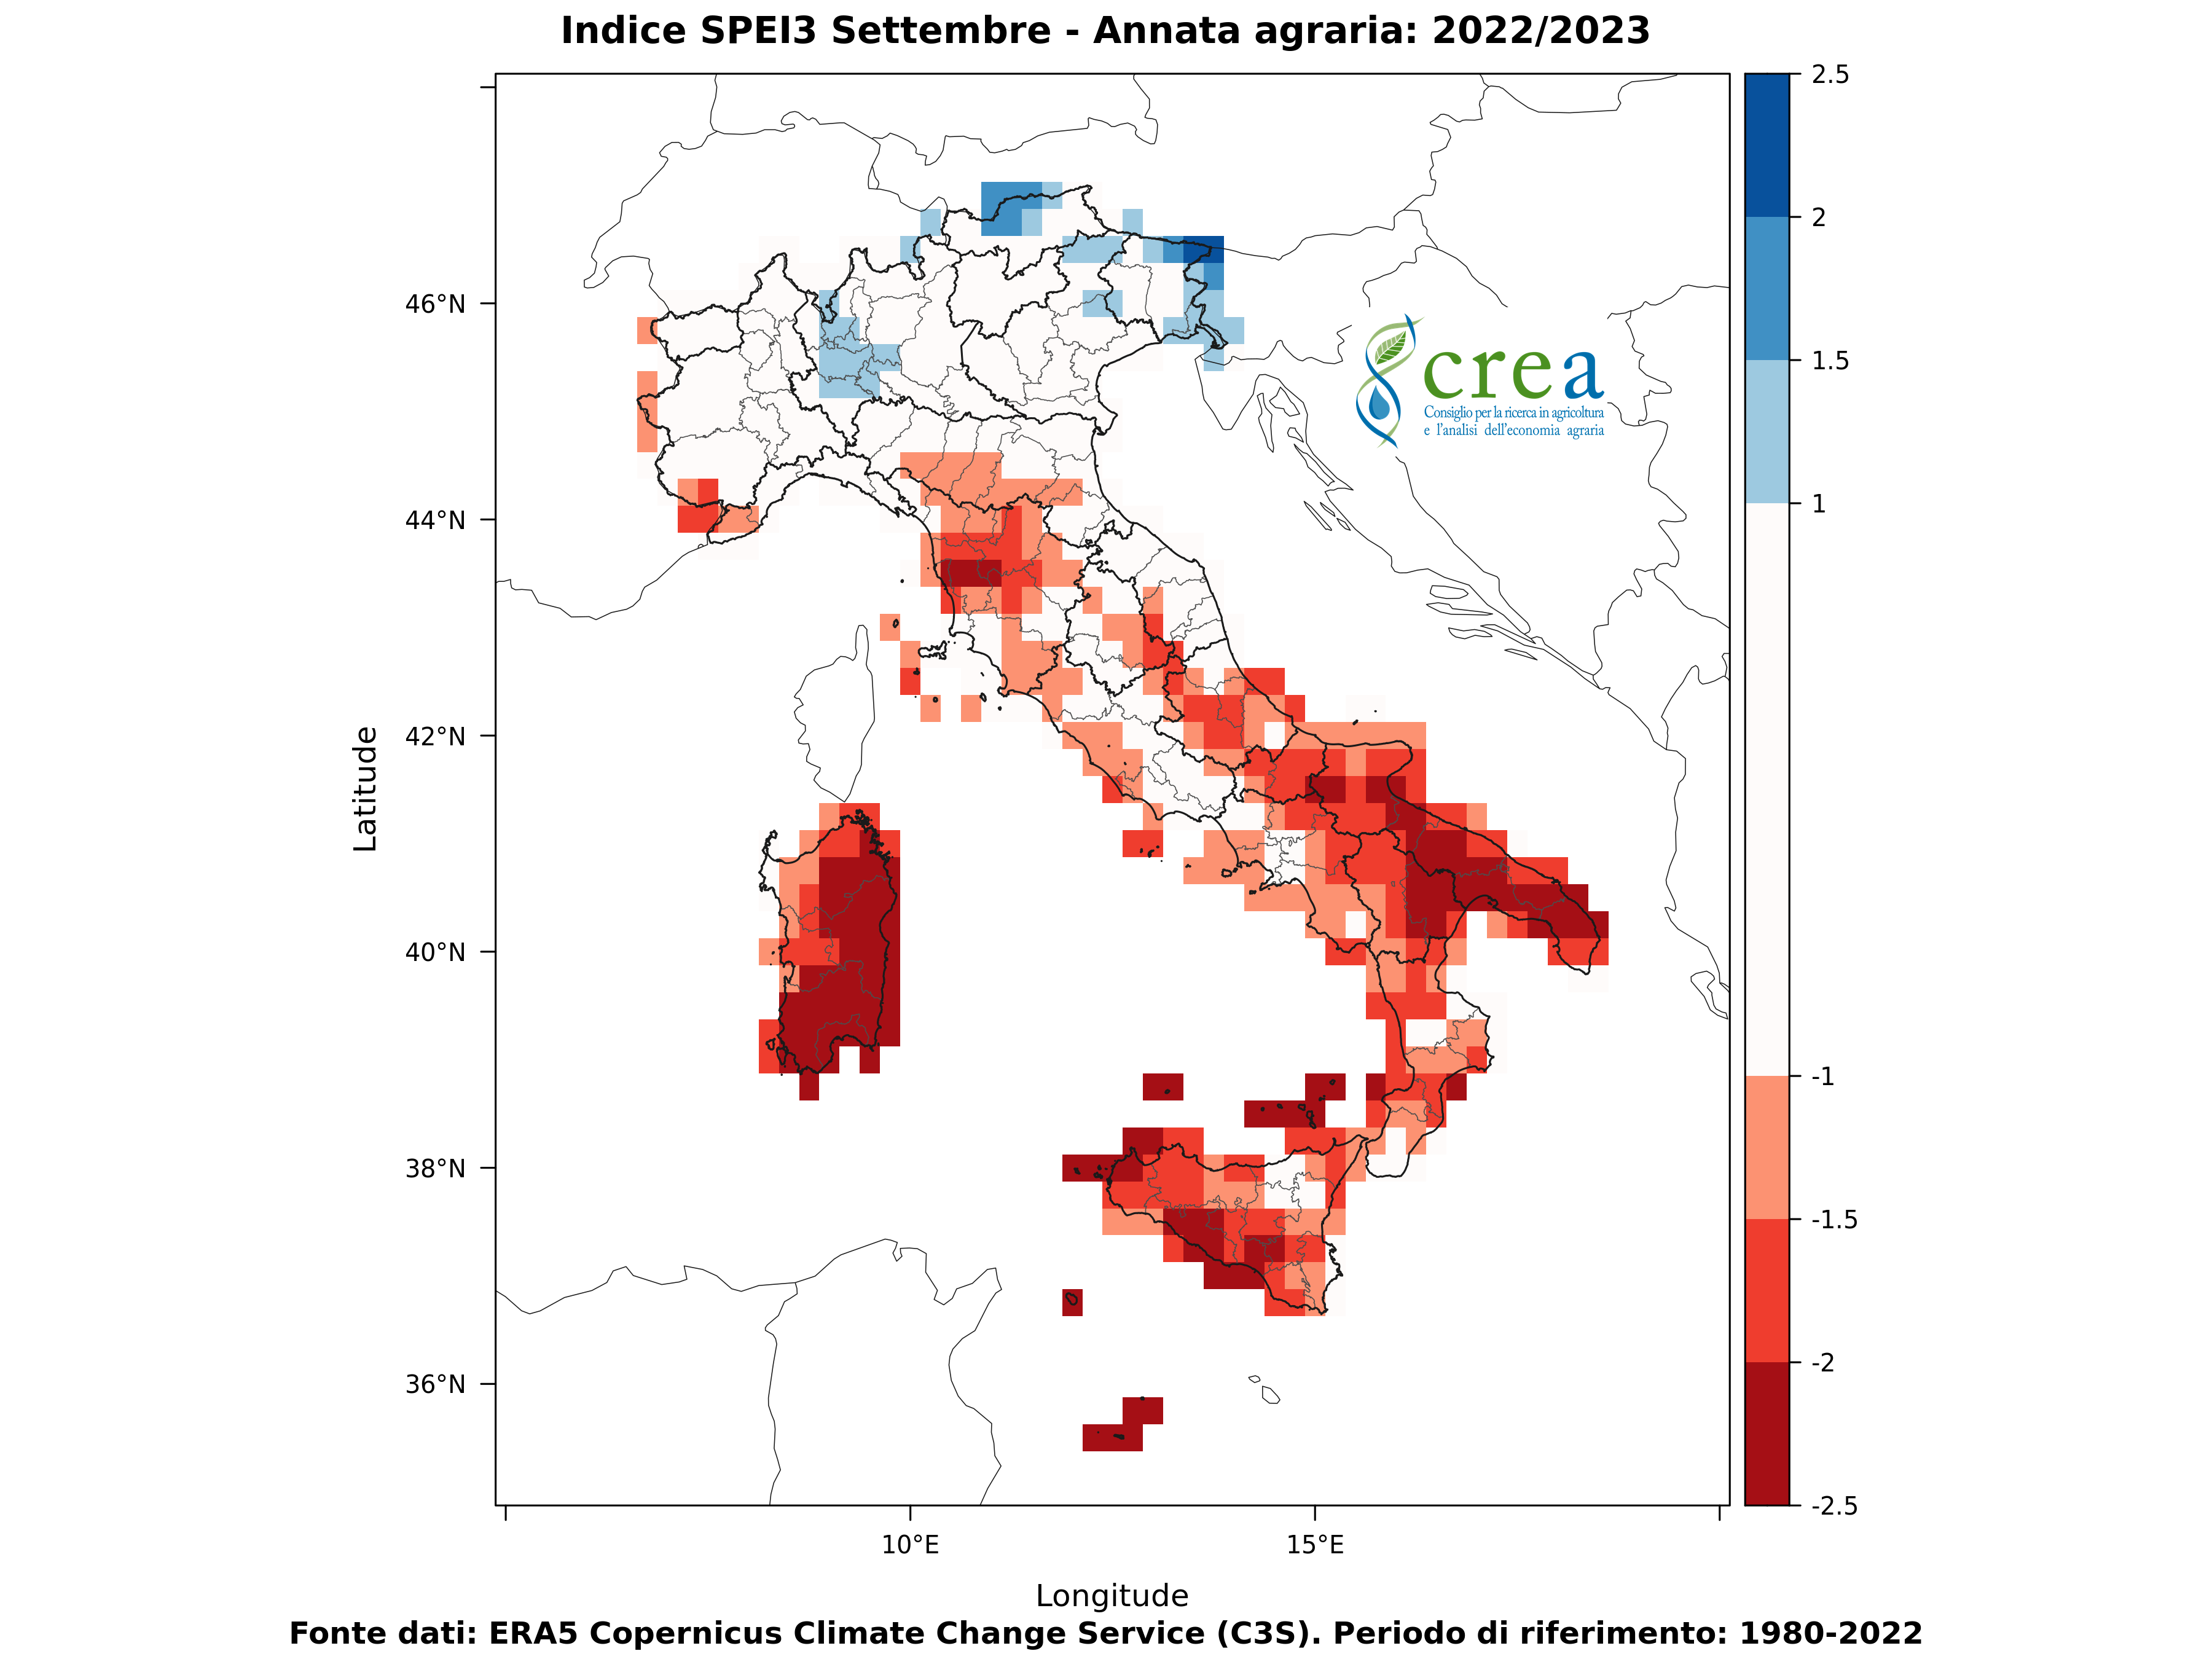 Indice SPEI3 Settembre - Annata agraria: 2022/2023
2.5
2
1.5
1
-1
-1.5
-2
-2.5
46°N
44°N
42°N
40°N
38°N
36°N
Latitude
crea
Consiglio per la ricerca in agricoltura
e l'analisi dell'economia agraria
10°E
15°E
Longitude
Fonte dati: ERA5 Copernicus Climate Change Service (C3S). Periodo di riferimento: 1980-2022